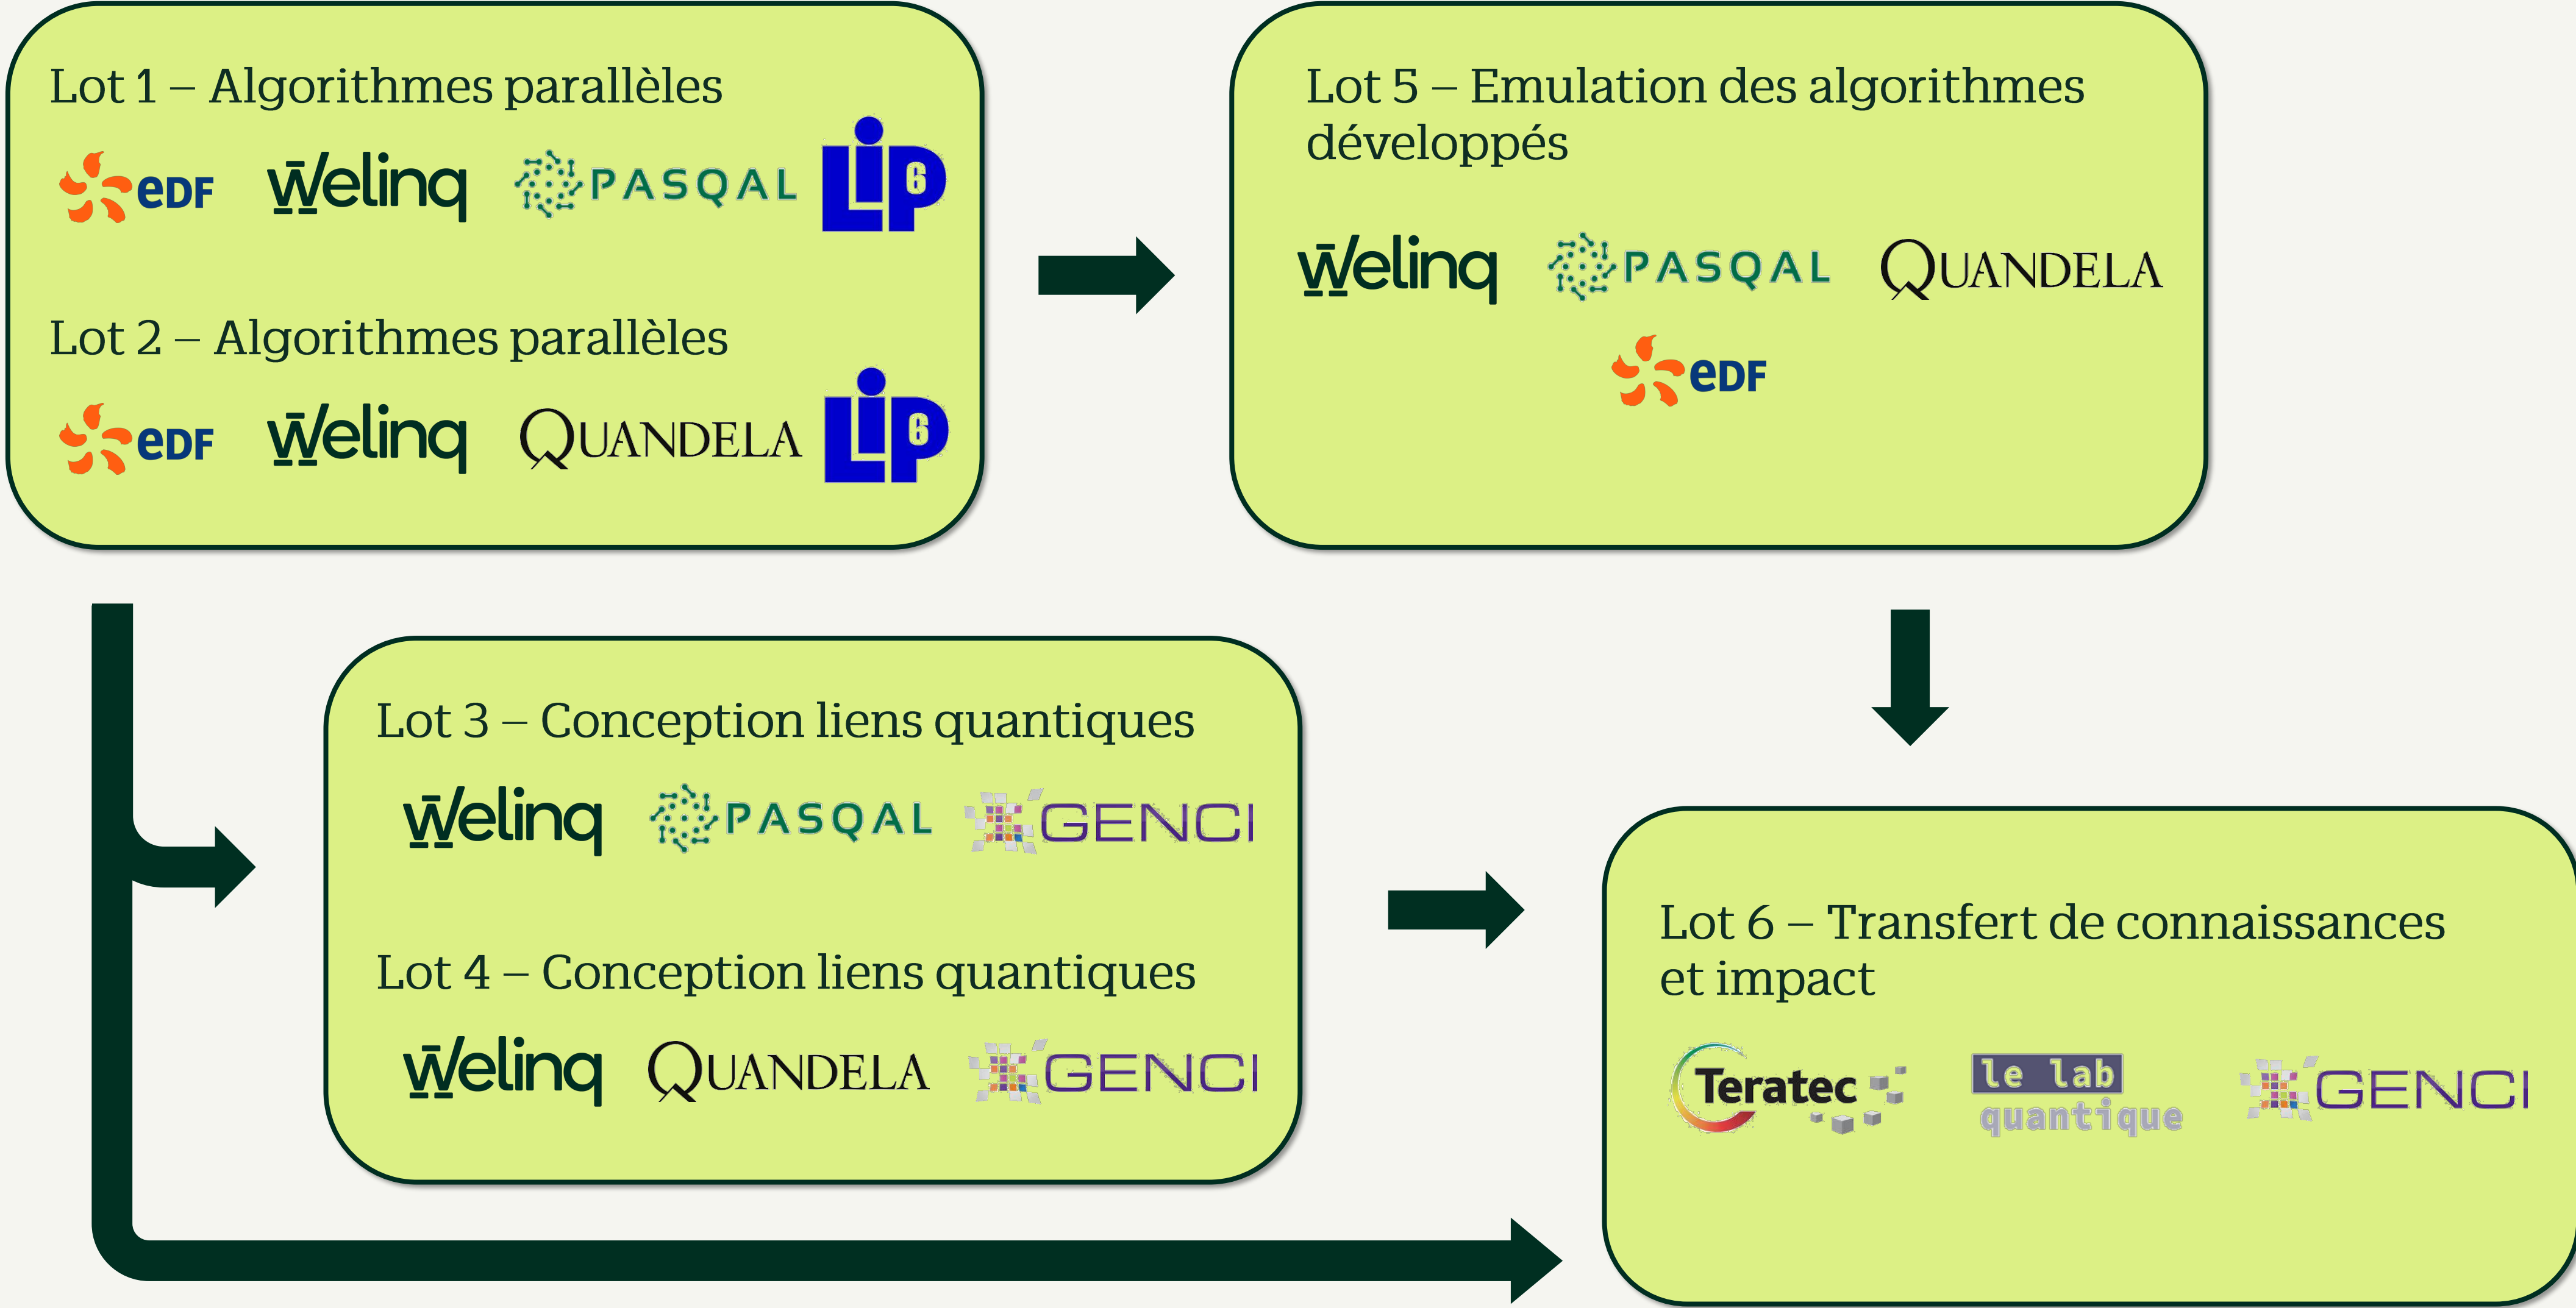 Lot 1 – Algorithmes parallèles
eDF welinq PASQAL LiP6
Lot 2 – Algorithmes parallèles
eDF welinq QUANDELA LiP6
Lot 5 – Emulation des algorithmes
développés
welinq PASQAL QUANDELA
eDF
Lot 3 – Conception liens quantiques
welinq PASQAL GENCI
Lot 4 – Conception liens quantiques
welinq QUANDELA GENCI
Lot 6 – Transfert de connaissances
et impact
Teratec le lab quantique GENCI